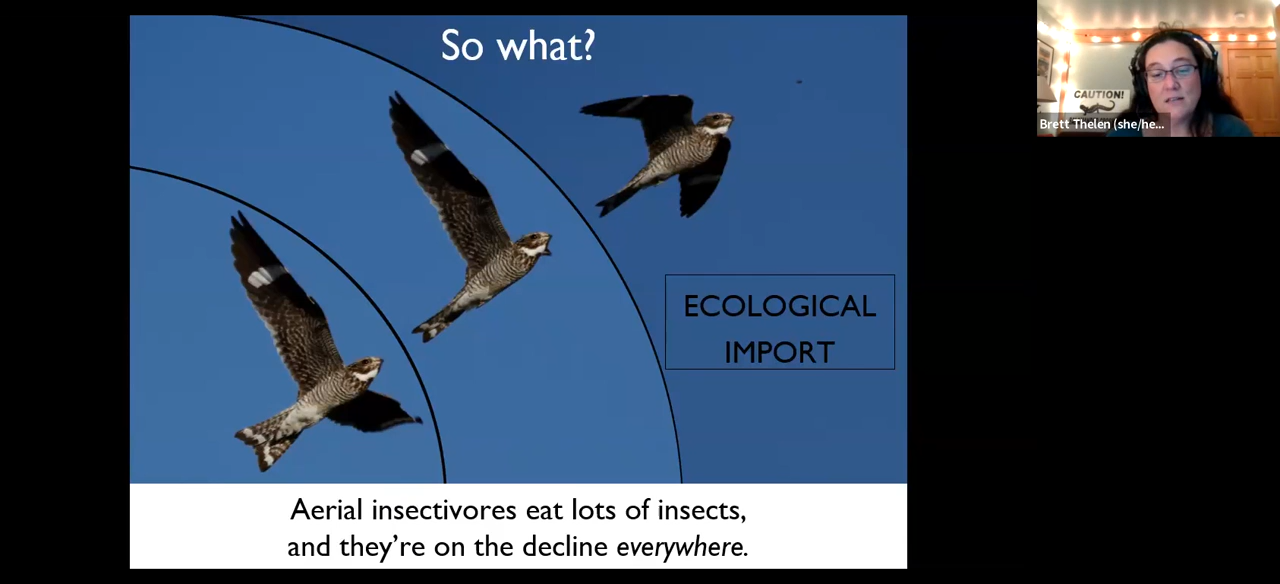 So what?
ECOLOGICAL
IMPORT
Aerial insectivores eat lots of insects,
and they're on the decline everywhere.
CAUTION!
Brett Thelen (she/he...